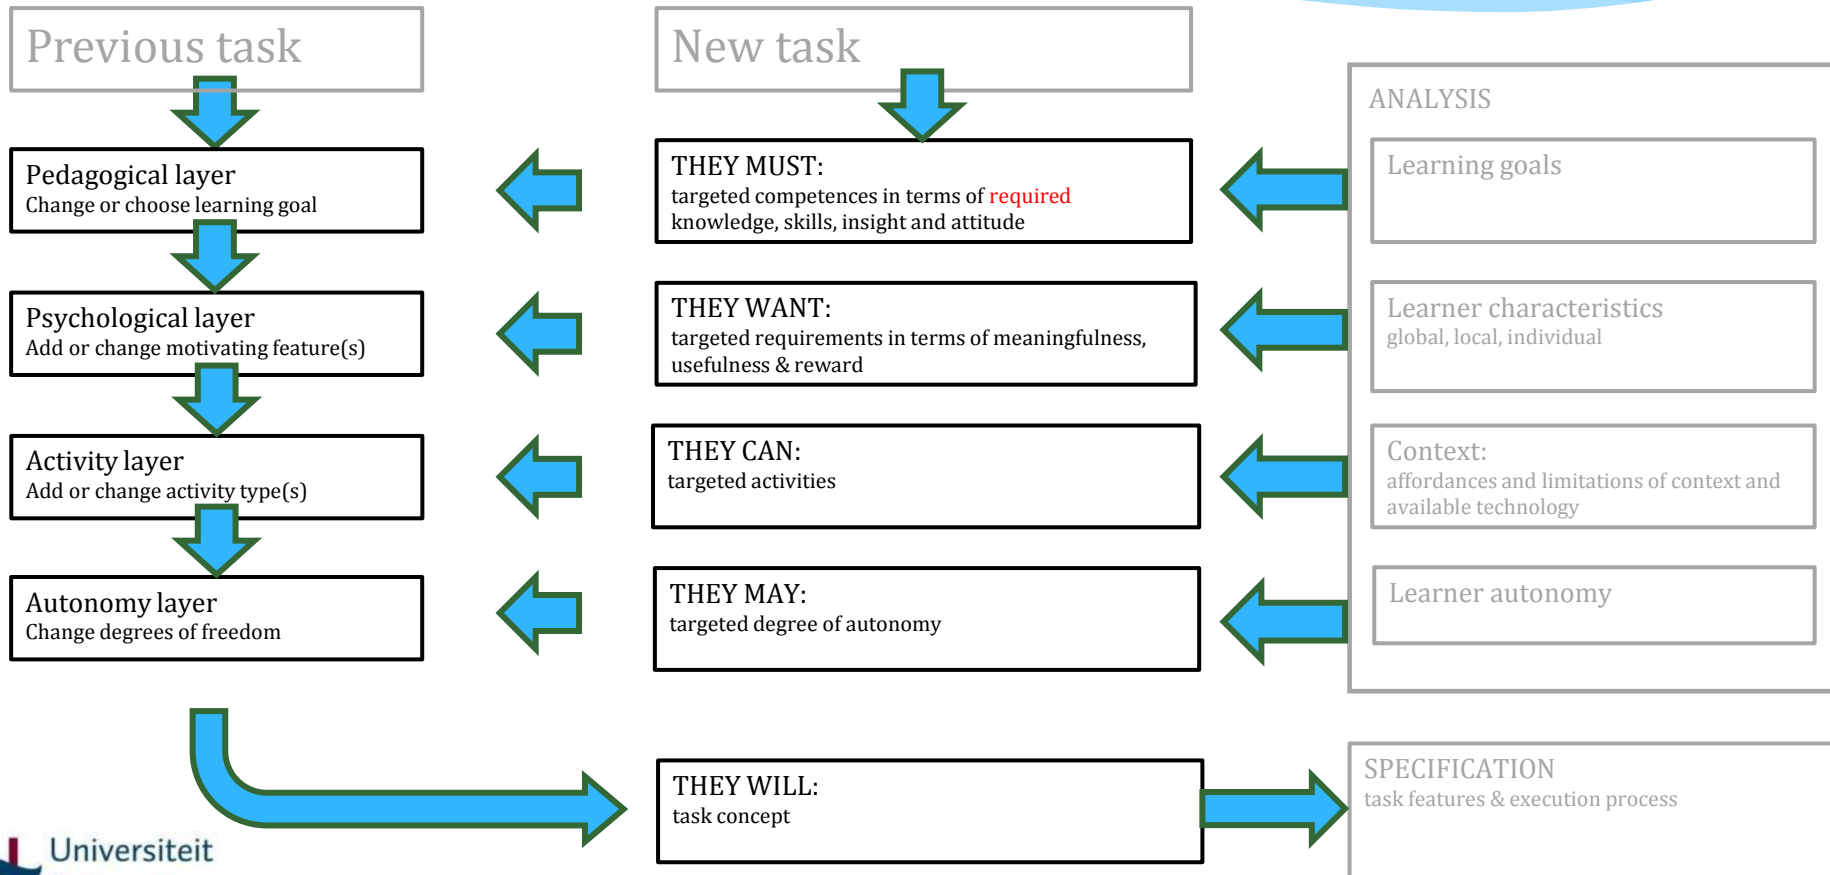 Previous task
Pedagogical layer
Change or choose learning goal
Psychological layer
Add or change motivating feature(s)
Activity layer
Add or change activity type(s)
Autonomy layer
Change degrees of freedom
New task
THEY MUST:
targeted competences in terms of required
knowledge, skills, insight and attitude
THEY WANT:
targeted requirements in terms of meaningfulness,
usefulness & reward
THEY CAN:
targeted activities
THEY MAY:
targeted degree of autonomy
THEY WILL:
task concept
ANALYSIS
Learning goals
Learner characteristics
global, local, individual
Context:
affordances and limitations of context and
available technology
Learner autonomy
SPECIFICATION
task features & execution process
Universiteit